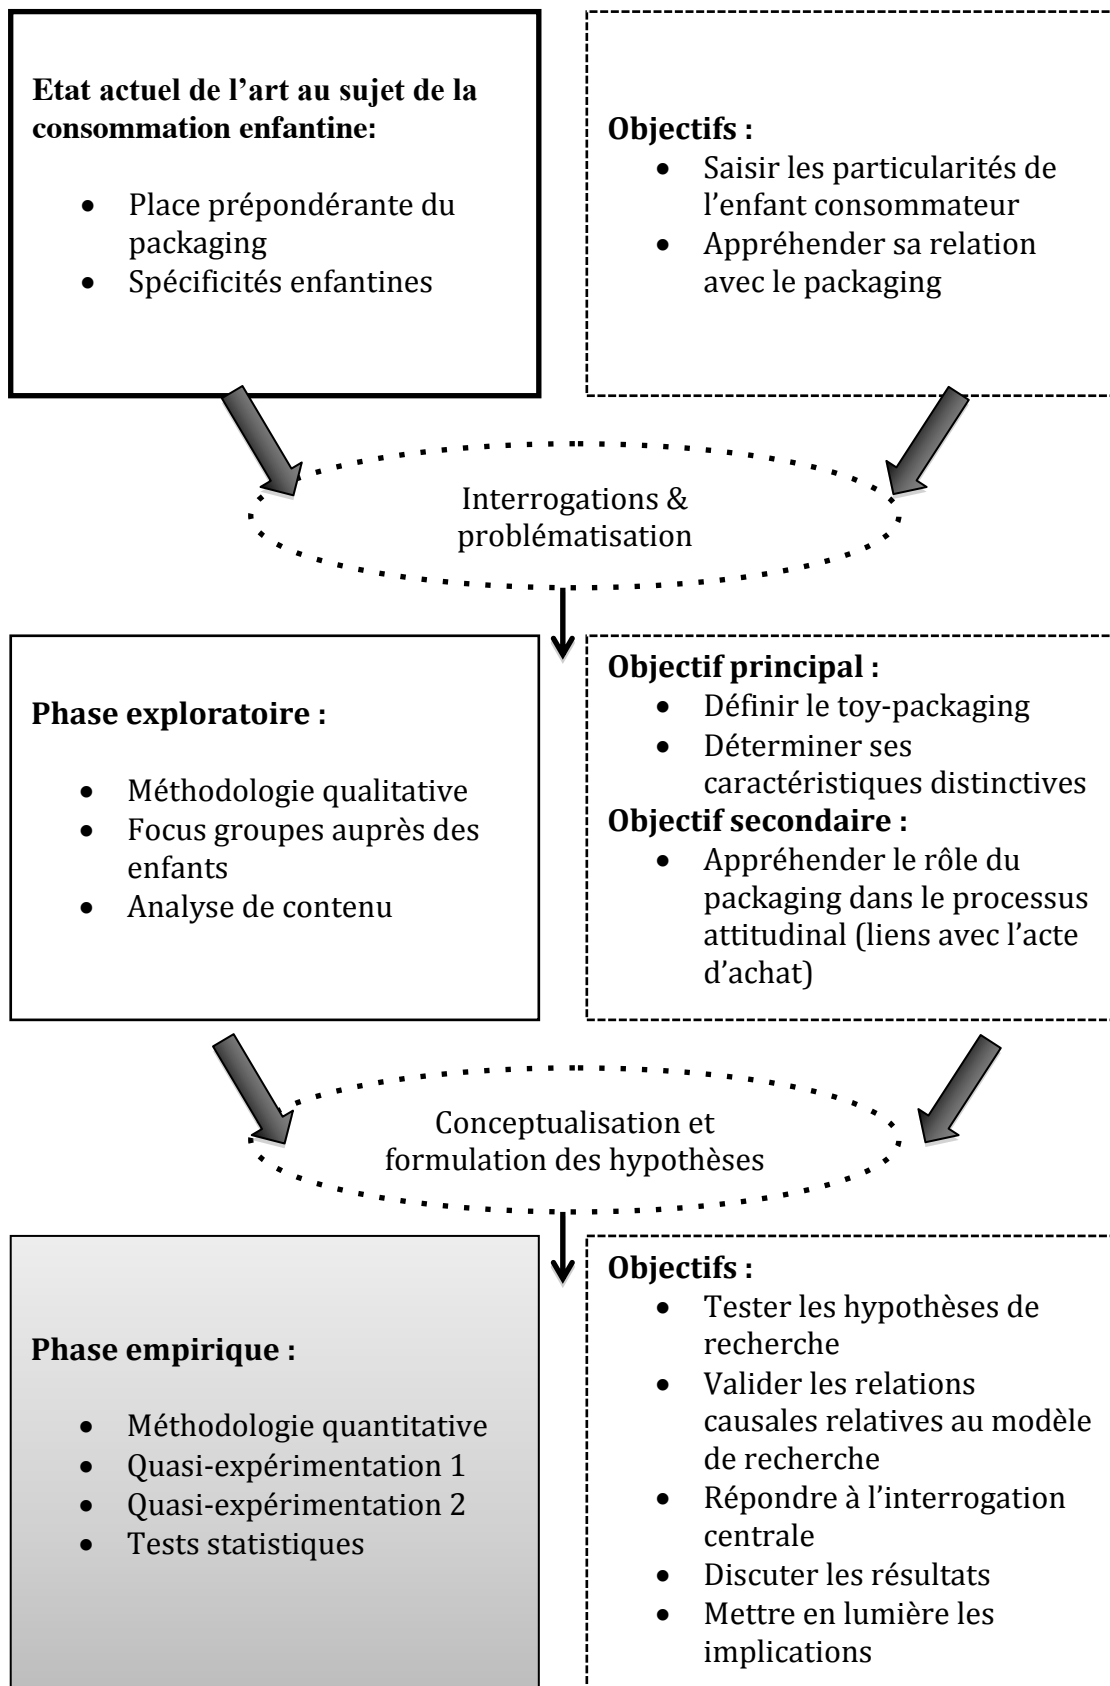 Etat actuel de l’art au sujet de la
consommation enfantine:
• Place prépondérante du
packaging
• Spécificités enfantines
Objectifs :
• Saisir les particularités de
l’enfant consommateur
• Appréhender sa relation
avec le packaging
Interrogations &
problématisation
Phase exploratoire :
• Méthodologie qualitative
• Focus groupes auprès des
enfants
• Analyse de contenu
Objectif principal :
• Définir le toy-packaging
• Déterminer ses
caractéristiques distinctives
Objectif secondaire :
• Appréhender le rôle du
packaging dans le processus
attitudinal (liens avec l’acte
d’achat)
Conceptualisation et
formulation des hypothèses
Phase empirique :
• Méthodologie quantitative
• Quasi-expérimentation 1
• Quasi-expérimentation 2
• Tests statistiques
Objectifs :
• Tester les hypothèses de
recherche
• Valider les relations
causales relatives au modèle
de recherche
• Répondre à l’interrogation
centrale
• Discuter les résultats
• Mettre en lumière les
implications